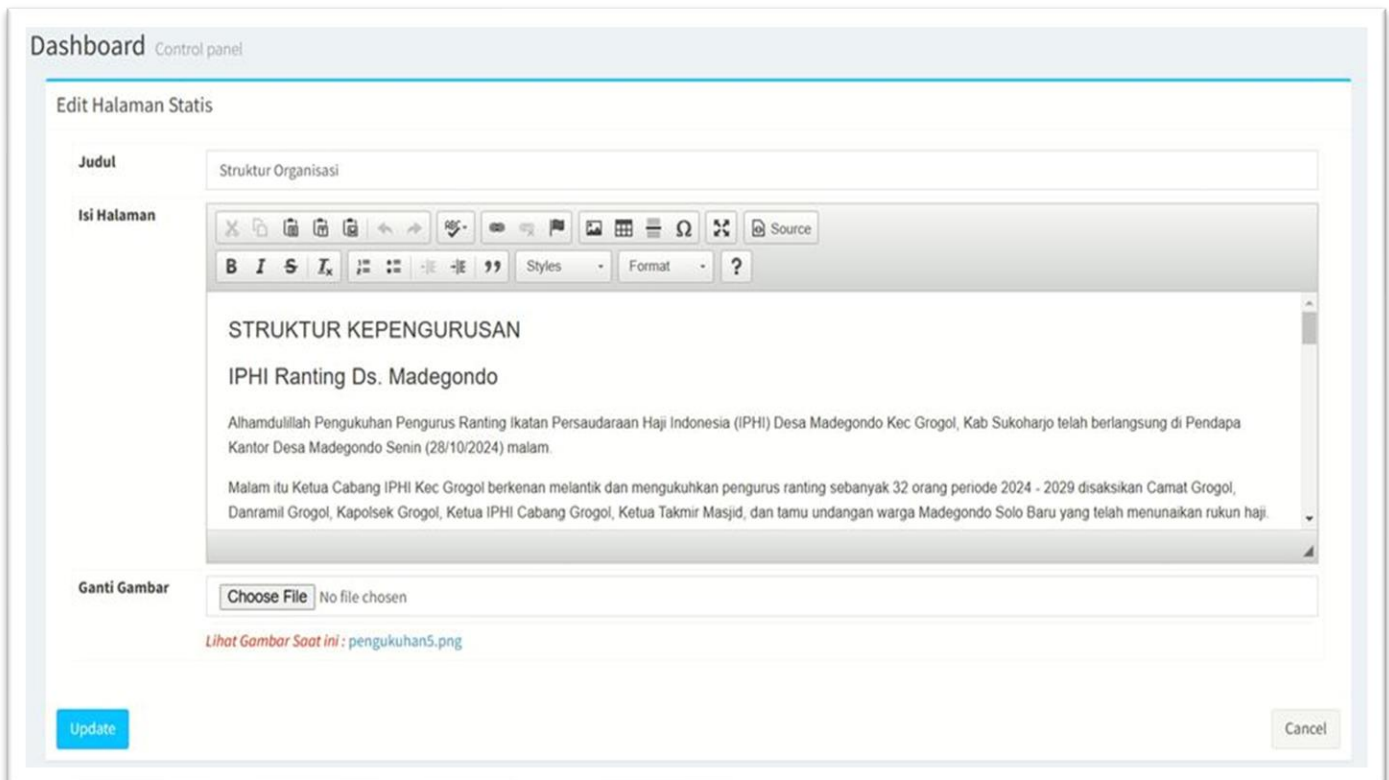 Dashboard Control panel
Edit Halaman Statis
Judul
Struktur Organisasi
Isi Halaman
Source
B I S Tx Styles Format ?
STRUKTUR KEPENGURUSAN
IPHI Ranting Ds. Madegondo
Alhamdulillah Pengukuhan Pengurus Ranting Ikatan Persaudaraan Haji Indonesia (IPHI) Desa Madegondo Kec Grogol, Kab Sukoharjo telah berlangsung di Pendapa
Kantor Desa Madegondo Senin (28/10/2024) malam.
Malam itu Ketua Cabang IPHI Kec Grogol berkenan melantik dan mengukuhkan pengurus ranting sebanyak 32 orang periode 2024 - 2029 disaksikan Camat Grogol,
Danramil Grogol, Kapolsek Grogol, Ketua IPHI Cabang Grogol, Ketua Takmir Masjid, dan tamu undangan warga Madegondo Solo Baru yang telah menunaikan rukun haji.
Ganti Gambar
Choose File No file chosen
Lihat Gambar Saat ini : pengukuhan5.png
Update
Cancel